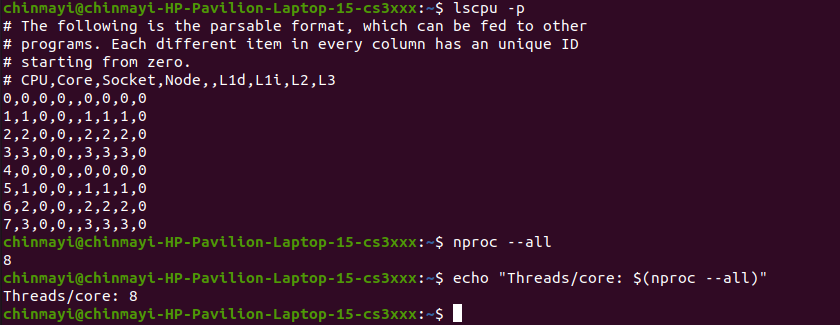 chinmayi@chinmayi-HP-Pavilion-Laptop-15-cs3xxx:~$ lscpu -p
# The following is the parsable format, which can be fed to other
# programs. Each different item in every column has an unique ID
# starting from zero.
# CPU,Core,Socket,Node,,L1d,L1i,L2,L3
0,0,0,0,,0,0,0,0
1,1,0,0,,1,1,1,0
2,2,0,0,,2,2,2,0
3,3,0,0,,3,3,3,0
4,0,0,0,,0,0,0,0
5,1,0,0,,1,1,1,0
6,2,0,0,,2,2,2,0
7,3,0,0,,3,3,3,0
chinmayi@chinmayi-HP-Pavilion-Laptop-15-cs3xxx:~$ nproc --all
8
chinmayi@chinmayi-HP-Pavilion-Laptop-15-cs3xxx:~$ echo "Threads/core: $(nproc --all)"
Threads/core: 8
chinmayi@chinmayi-HP-Pavilion-Laptop-15-cs3xxx:~$